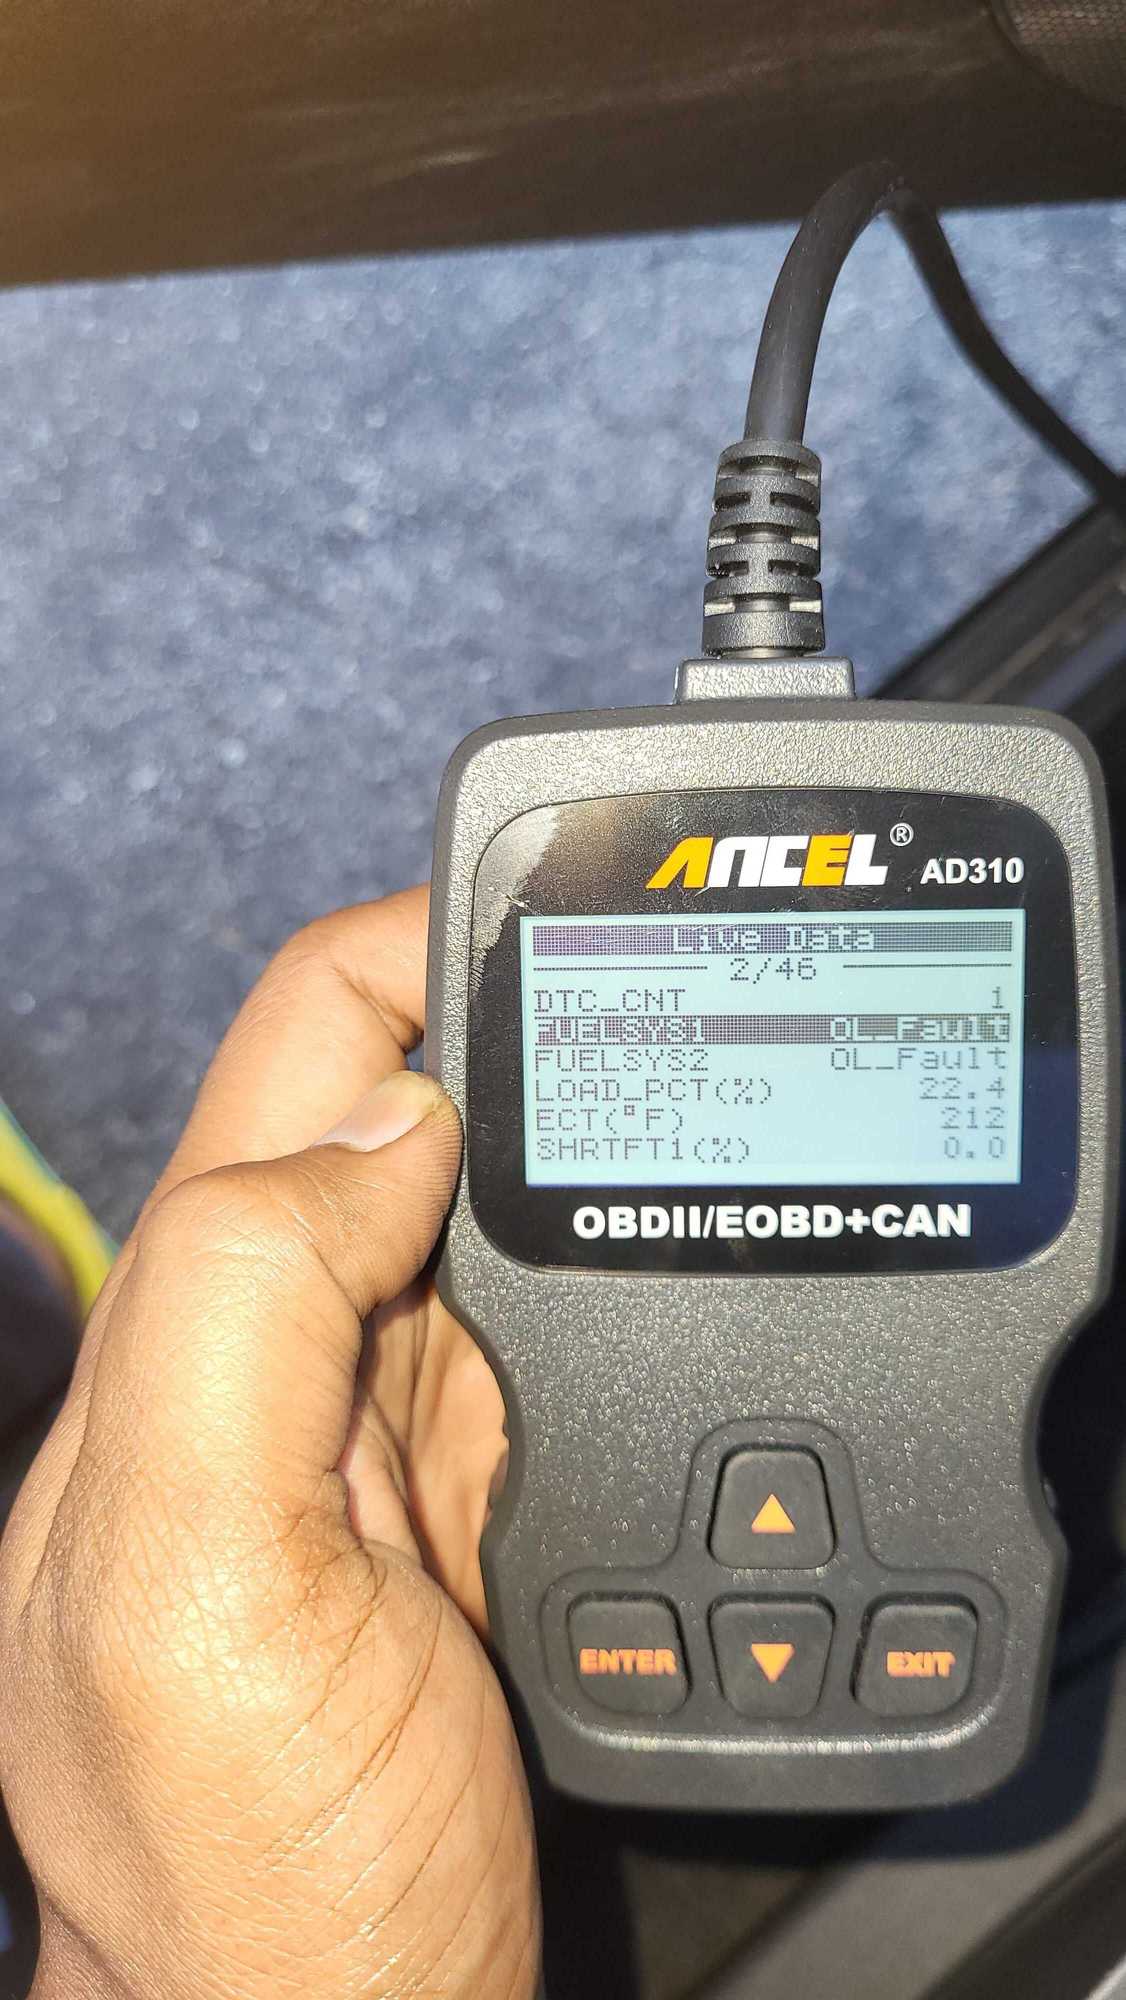 ANCEL® AD310
Live Data
2/46
DTC_CNT 1
FUELSYS1 OL_Fault
FUELSYS2 OL_Fault
LOAD_PCT(%) 22.4
ECT(°F) 212
SHRTFT1(%) 0.0
OBDII/EOBD+CAN
▲
ENTER ▼ EXIT